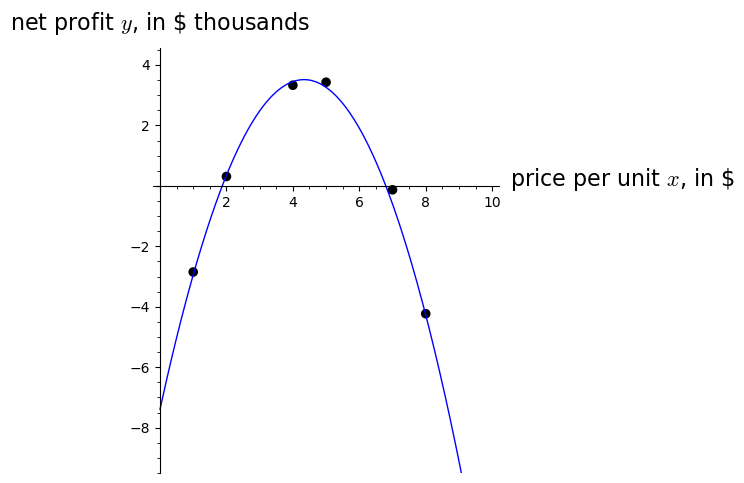 net profit y, in $ thousands
4
2
2 4 6 8 10
price per unit x, in $
−2
−4
−6
−8